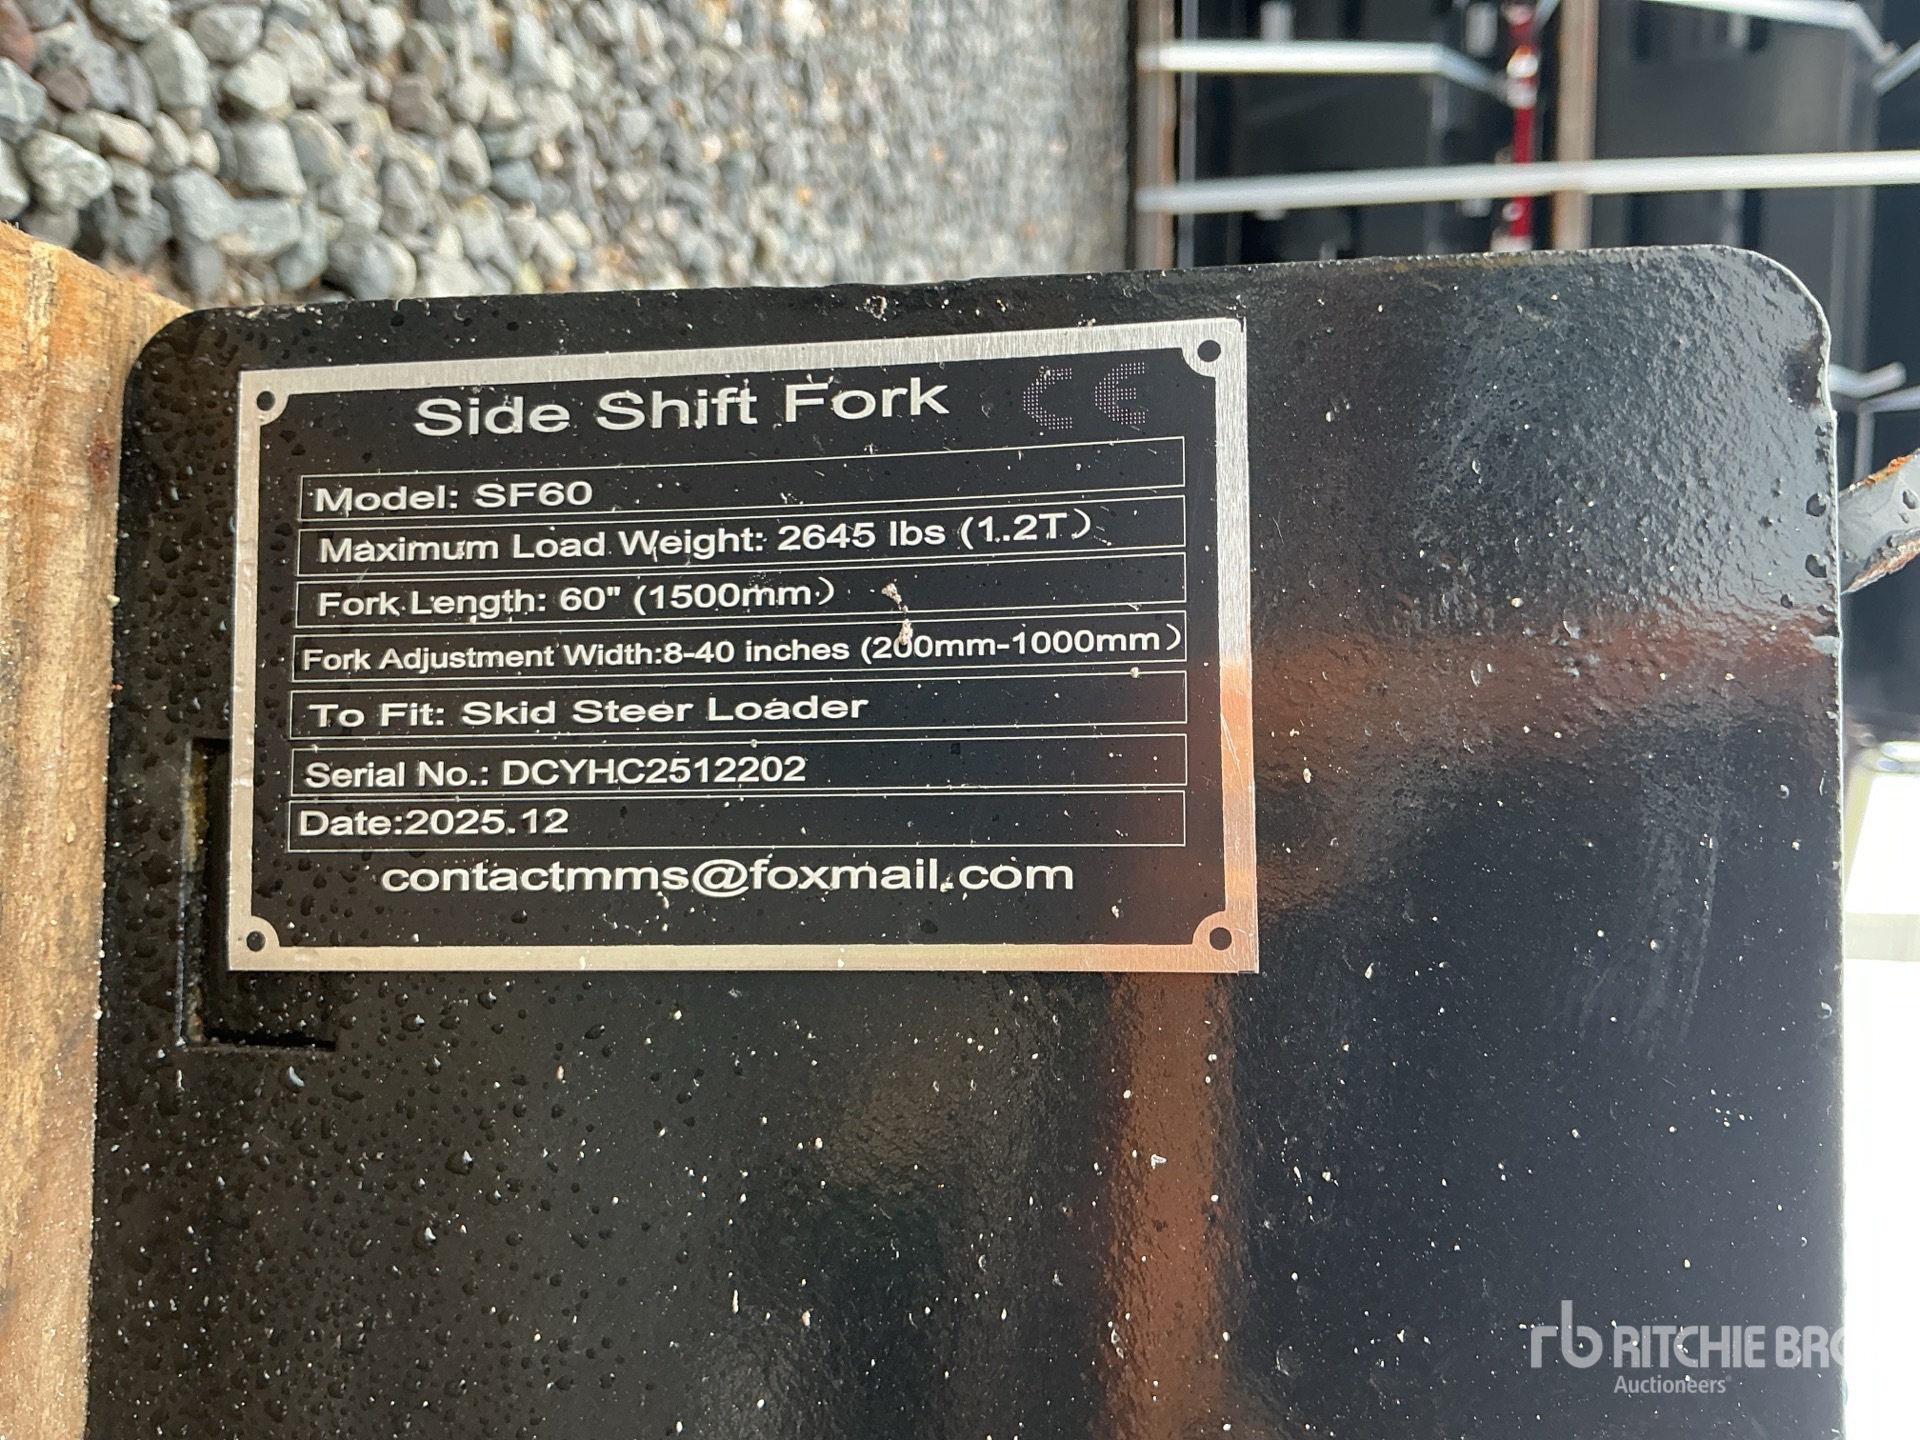 Side Shift Fork CE
Model: SF60
Maximum Load Weight: 2645 lbs (1.2T)
Fork Length: 60" (1500mm)
Fork Adjustment Width:8-40 inches (200mm-1000mm)
To Fit: Skid Steer Loader
Serial No.: DCYHC2512202
Date:2025.12
contactmms@foxmail.com
rb RITCHIE BRO
Auctioneers